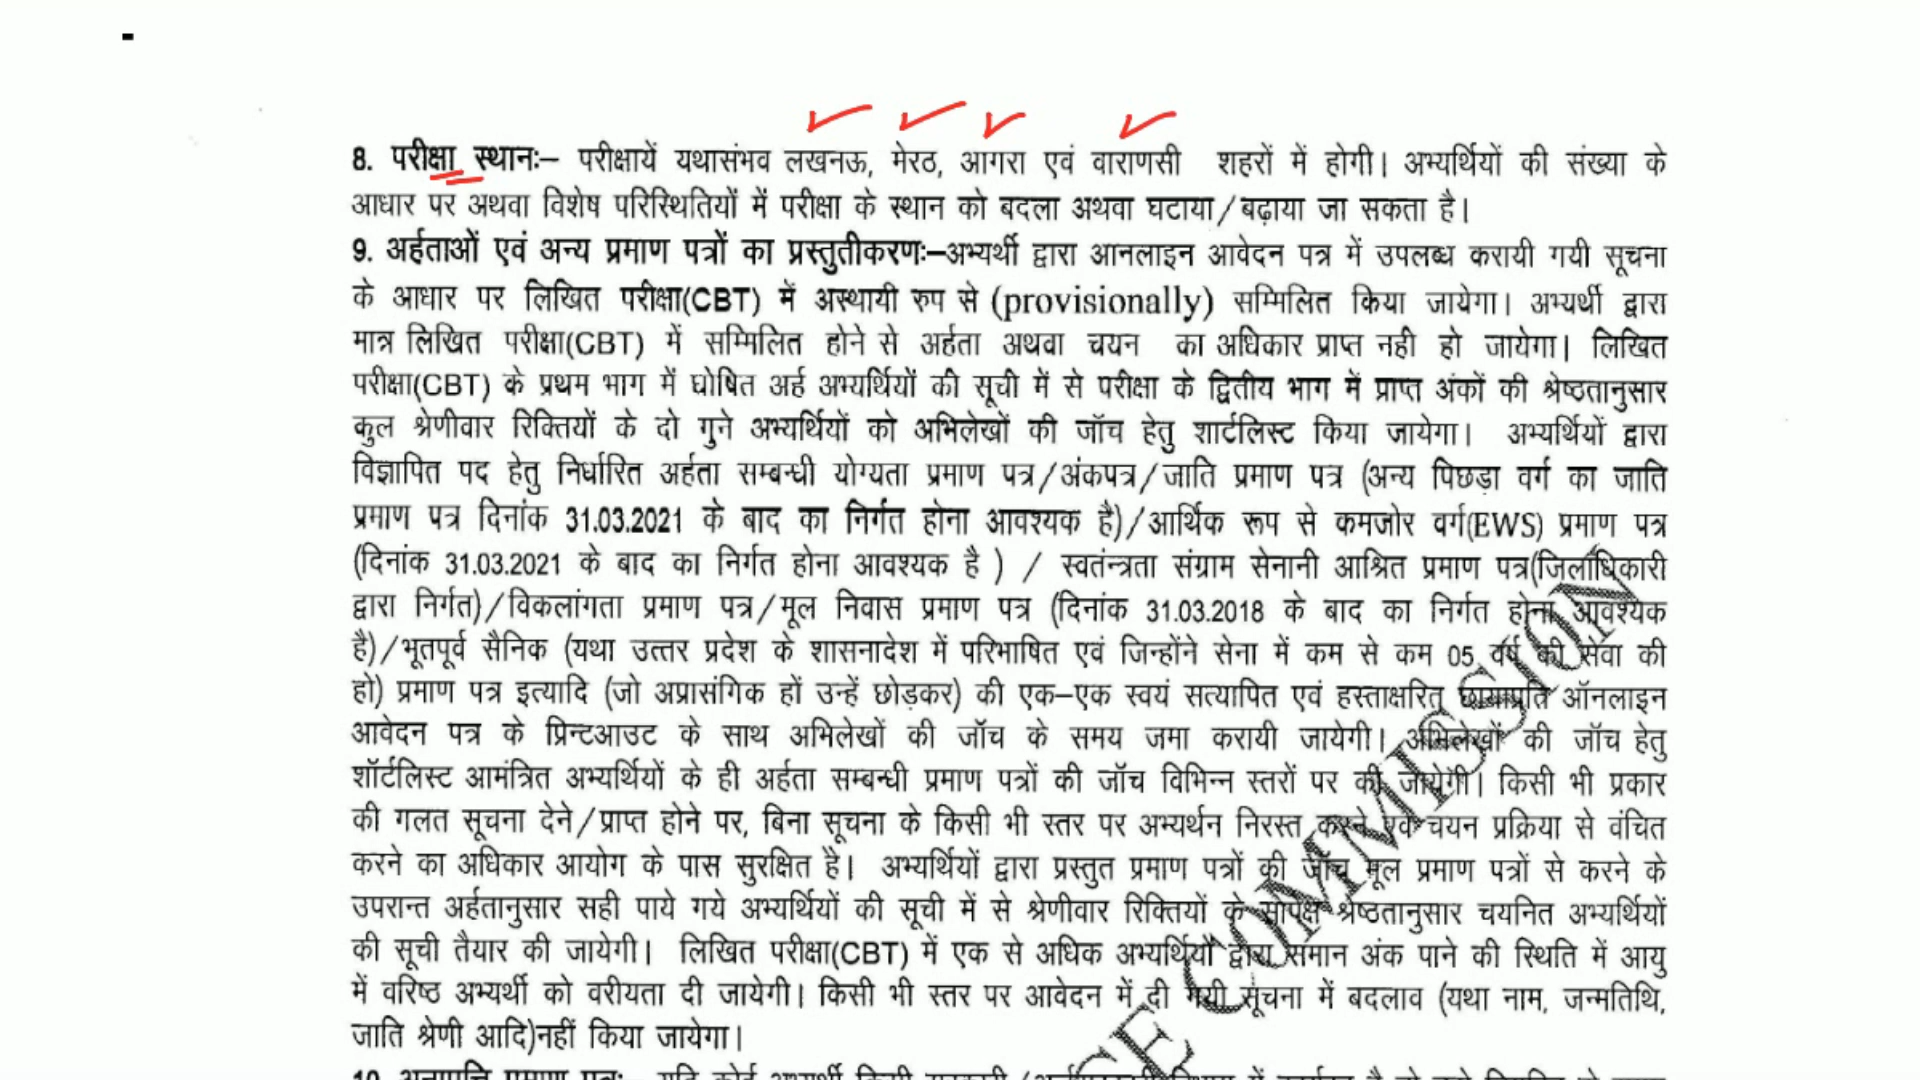 8. परीक्षा स्थानः– परीक्षायें यथासंभव लखनऊ, मेरठ, आगरा एवं वाराणसी शहरों में होगी। अभ्यर्थियों की संख्या के
आधार पर अथवा विशेष परिस्थितियों में परीक्षा के स्थान को बदला अथवा घटाया/बढ़ाया जा सकता है।
9. अर्हताओं एवं अन्य प्रमाण पत्रों का प्रस्तुतीकरणः–अभ्यर्थी द्वारा आनलाइन आवेदन पत्र में उपलब्ध करायी गयी सूचना
के आधार पर लिखित परीक्षा(CBT) में अस्थायी रुप से (provisionally) सम्मिलित किया जायेगा। अभ्यर्थी द्वारा
मात्र लिखित परीक्षा(CBT) में सम्मिलित होने से अर्हता अथवा चयन का अधिकार प्राप्त नही हो जायेगा। लिखित
परीक्षा(CBT) के प्रथम भाग में घोषित अर्ह अभ्यर्थियों की सूची में से परीक्षा के द्वितीय भाग में प्राप्त अंकों की श्रेष्ठतानुसार
कुल श्रेणीवार रिक्तियों के दो गुने अभ्यर्थियों को अभिलेखों की जॉच हेतु शार्टलिस्ट किया जायेगा। अभ्यर्थियों द्वारा
विज्ञापित पद हेतु निर्धारित अर्हता सम्बन्धी योग्यता प्रमाण पत्र/अंकपत्र/जाति प्रमाण पत्र (अन्य पिछड़ा वर्ग का जाति
प्रमाण पत्र दिनांक 31.03.2021 के बाद का निर्गत होना आवश्यक है)/आर्थिक रूप से कमजोर वर्ग(EWS) प्रमाण पत्र
(दिनांक 31.03.2021 के बाद का निर्गत होना आवश्यक है ) / स्वतंन्त्रता संग्राम सेनानी आश्रित प्रमाण पत्र(जिलाधिकारी
द्वारा निर्गत)/विकलांगता प्रमाण पत्र/मूल निवास प्रमाण पत्र (दिनांक 31.03.2018 के बाद का निर्गत होना आवश्यक
है)/भूतपूर्व सैनिक (यथा उत्तर प्रदेश के शासनादेश में परिभाषित एवं जिन्होंने सेना में कम से कम 05 वर्ष की सेवा की
हो) प्रमाण पत्र इत्यादि (जो अप्रासंगिक हों उन्हें छोड़कर) की एक–एक स्वयं सत्यापित एवं हस्ताक्षरित छायाप्रति ऑनलाइन
आवेदन पत्र के प्रिन्टआउट के साथ अभिलेखों की जॉच के समय जमा करायी जायेगी। अभिलेखों की जॉच हेतु
शॉर्टलिस्ट आमंत्रित अभ्यर्थियों के ही अर्हता सम्बन्धी प्रमाण पत्रों की जॉच विभिन्न स्तरों पर की जायेगी। किसी भी प्रकार
की गलत सूचना देने/प्राप्त होने पर, बिना सूचना के किसी भी स्तर पर अभ्यर्थन निरस्त करने एवं चयन प्रक्रिया से वंचित
करने का अधिकार आयोग के पास सुरक्षित है। अभ्यर्थियों द्वारा प्रस्तुत प्रमाण पत्रों की जॉच मूल प्रमाण पत्रों से करने के
उपरान्त अर्हतानुसार सही पाये गये अभ्यर्थियों की सूची में से श्रेणीवार रिक्तियों के सापेक्ष श्रेष्ठतानुसार चयनित अभ्यर्थियों
की सूची तैयार की जायेगी। लिखित परीक्षा(CBT) में एक से अधिक अभ्यर्थियों द्वारा समान अंक पाने की स्थिति में आयु
में वरिष्ठ अभ्यर्थी को वरीयता दी जायेगी। किसी भी स्तर पर आवेदन में दी गयी सूचना में बदलाव (यथा नाम, जन्मतिथि,
जाति श्रेणी आदि)नहीं किया जायेगा।
COMMISSION